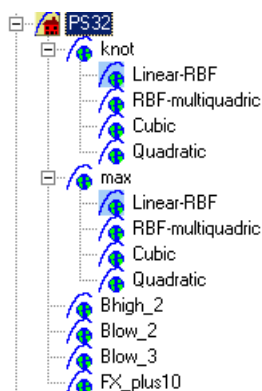 PS32
knot
Linear-RBF
RBF-multiquadric
Cubic
Quadratic
max
Linear-RBF
RBF-multiquadric
Cubic
Quadratic
Bhigh_2
Blow_2
Blow_3
FX_plus10